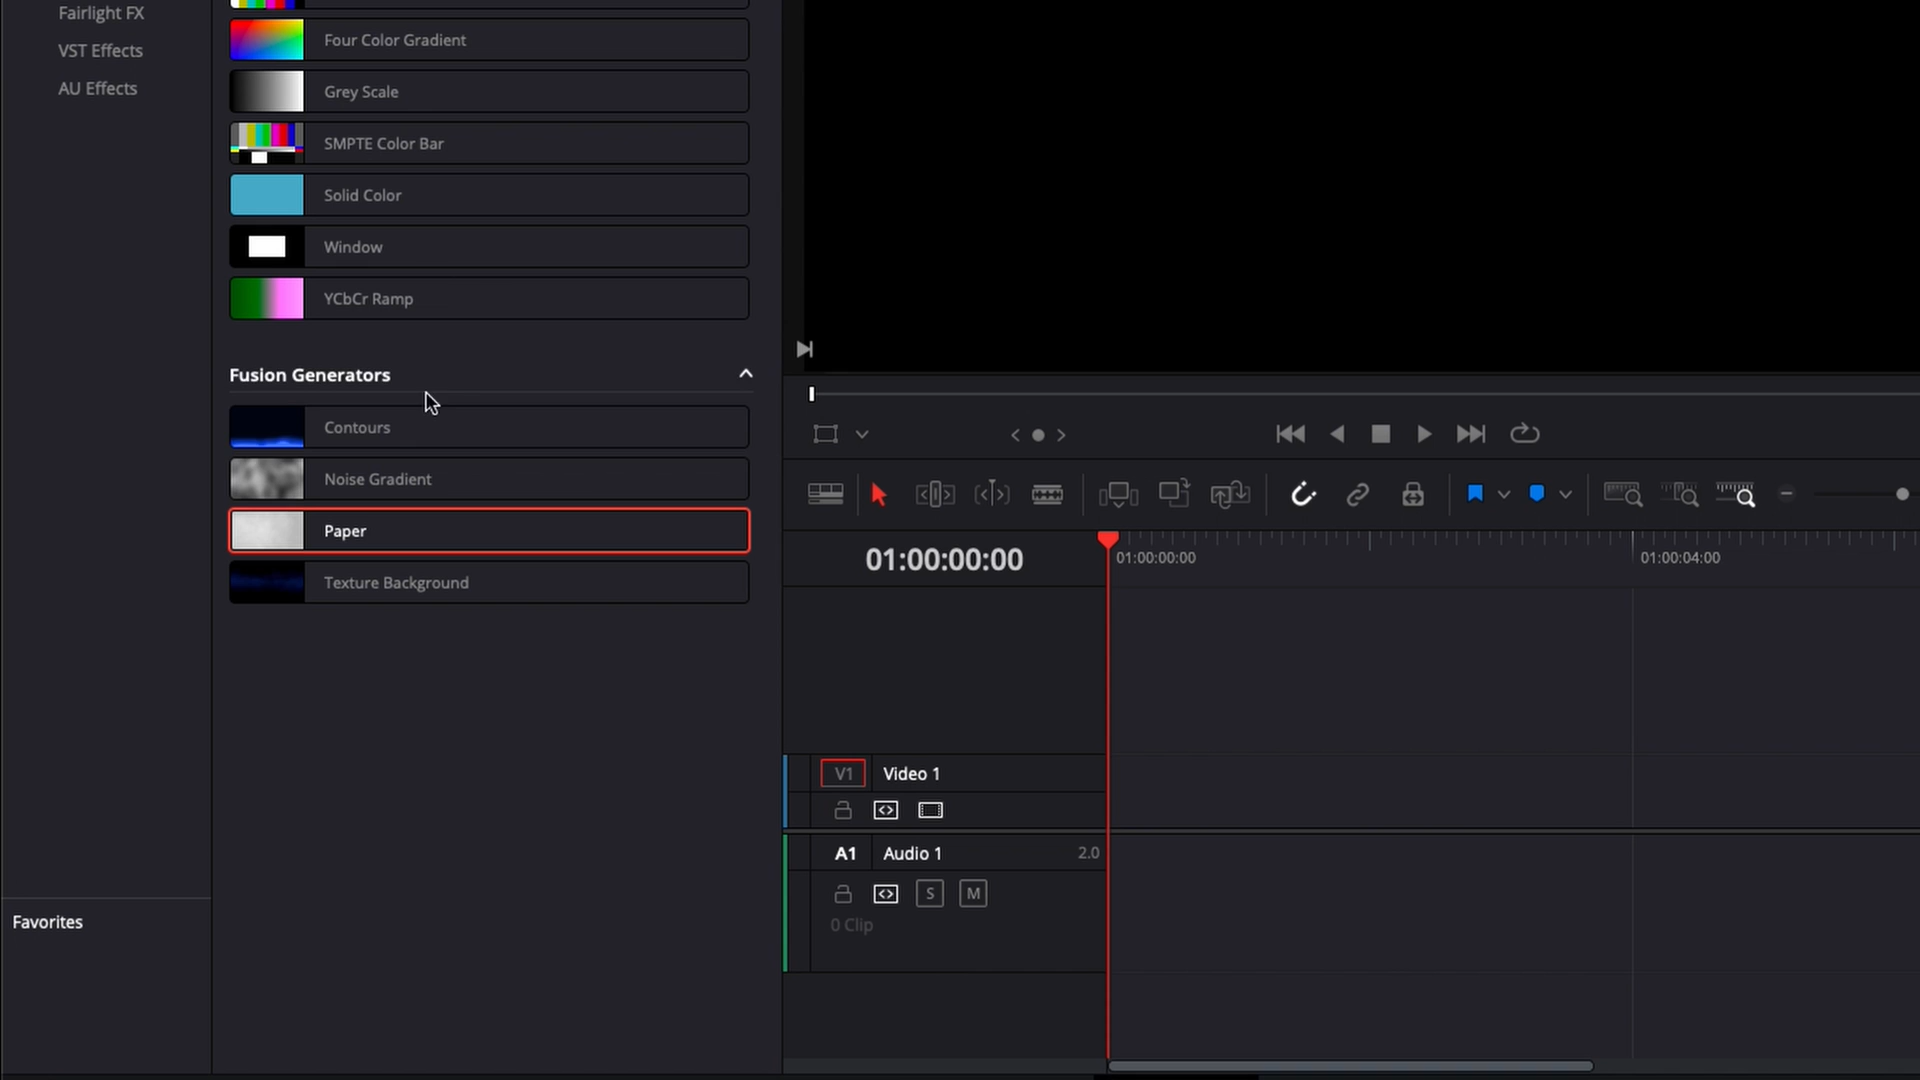 Fairlight FX
VST Effects
AU Effects
Four Color Gradient
Grey Scale
SMPTE Color Bar
Solid Color
Window
YCbCr Ramp
Fusion Generators
Contours
Noise Gradient
Paper
Texture Background
Favorites
01:00:00:00
01:00:00:00
01:00:04:00
V1 Video 1
A1 Audio 1 2.0
S M
0 Clip